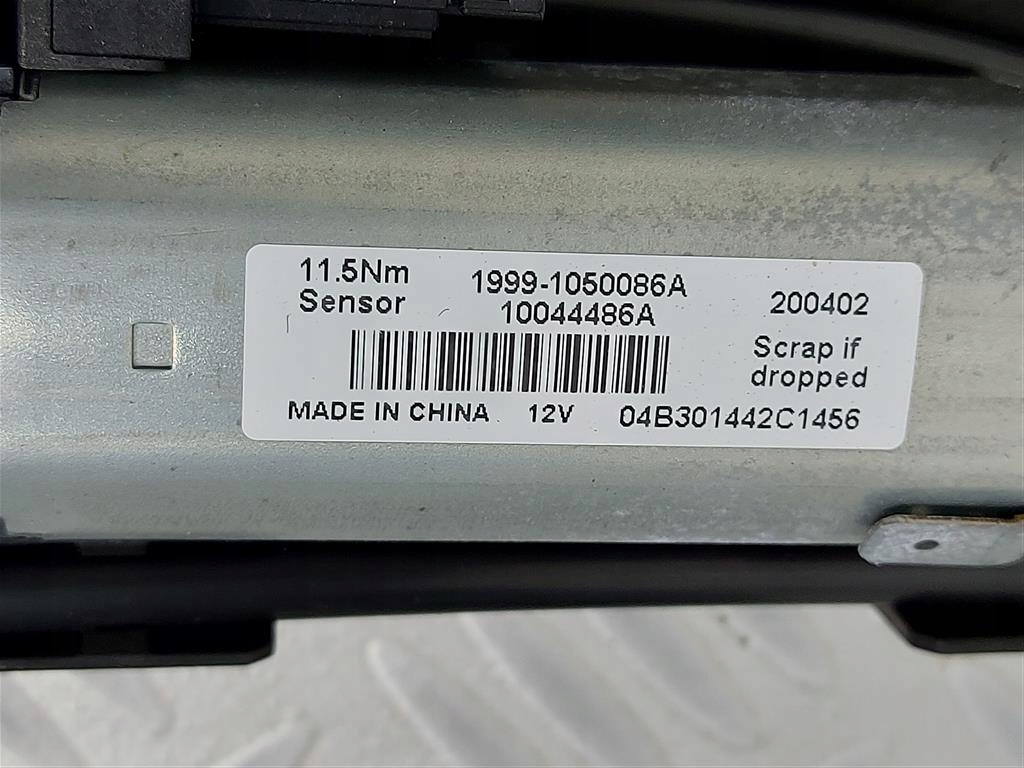 11.5Nm 1999-1050086A
Sensor 10044486A 200402
Scrap if
dropped
MADE IN CHINA 12V 04B301442C1456